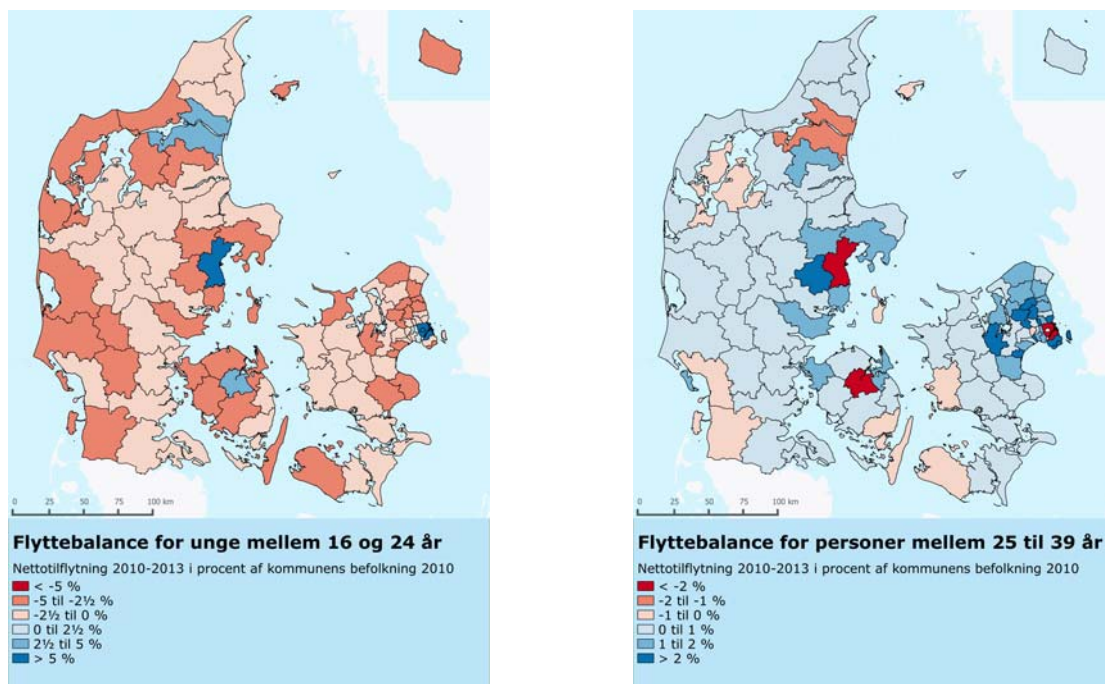 0 25 50 75 100 km
Flyttebalance for unge mellem 16 og 24 år
Nettotilflytning 2010-2013 i procent af kommunens befolkning 2010
< -5 %
-5 til -2½ %
-2½ til 0 %
0 til 2½ %
2½ til 5 %
> 5 %
0 25 50 75 100 km
Flyttebalance for personer mellem 25 til 39 år
Nettotilflytning 2010-2013 i procent af kommunens befolkning 2010
< -2 %
-2 til -1 %
-1 til 0 %
0 til 1 %
1 til 2 %
> 2 %